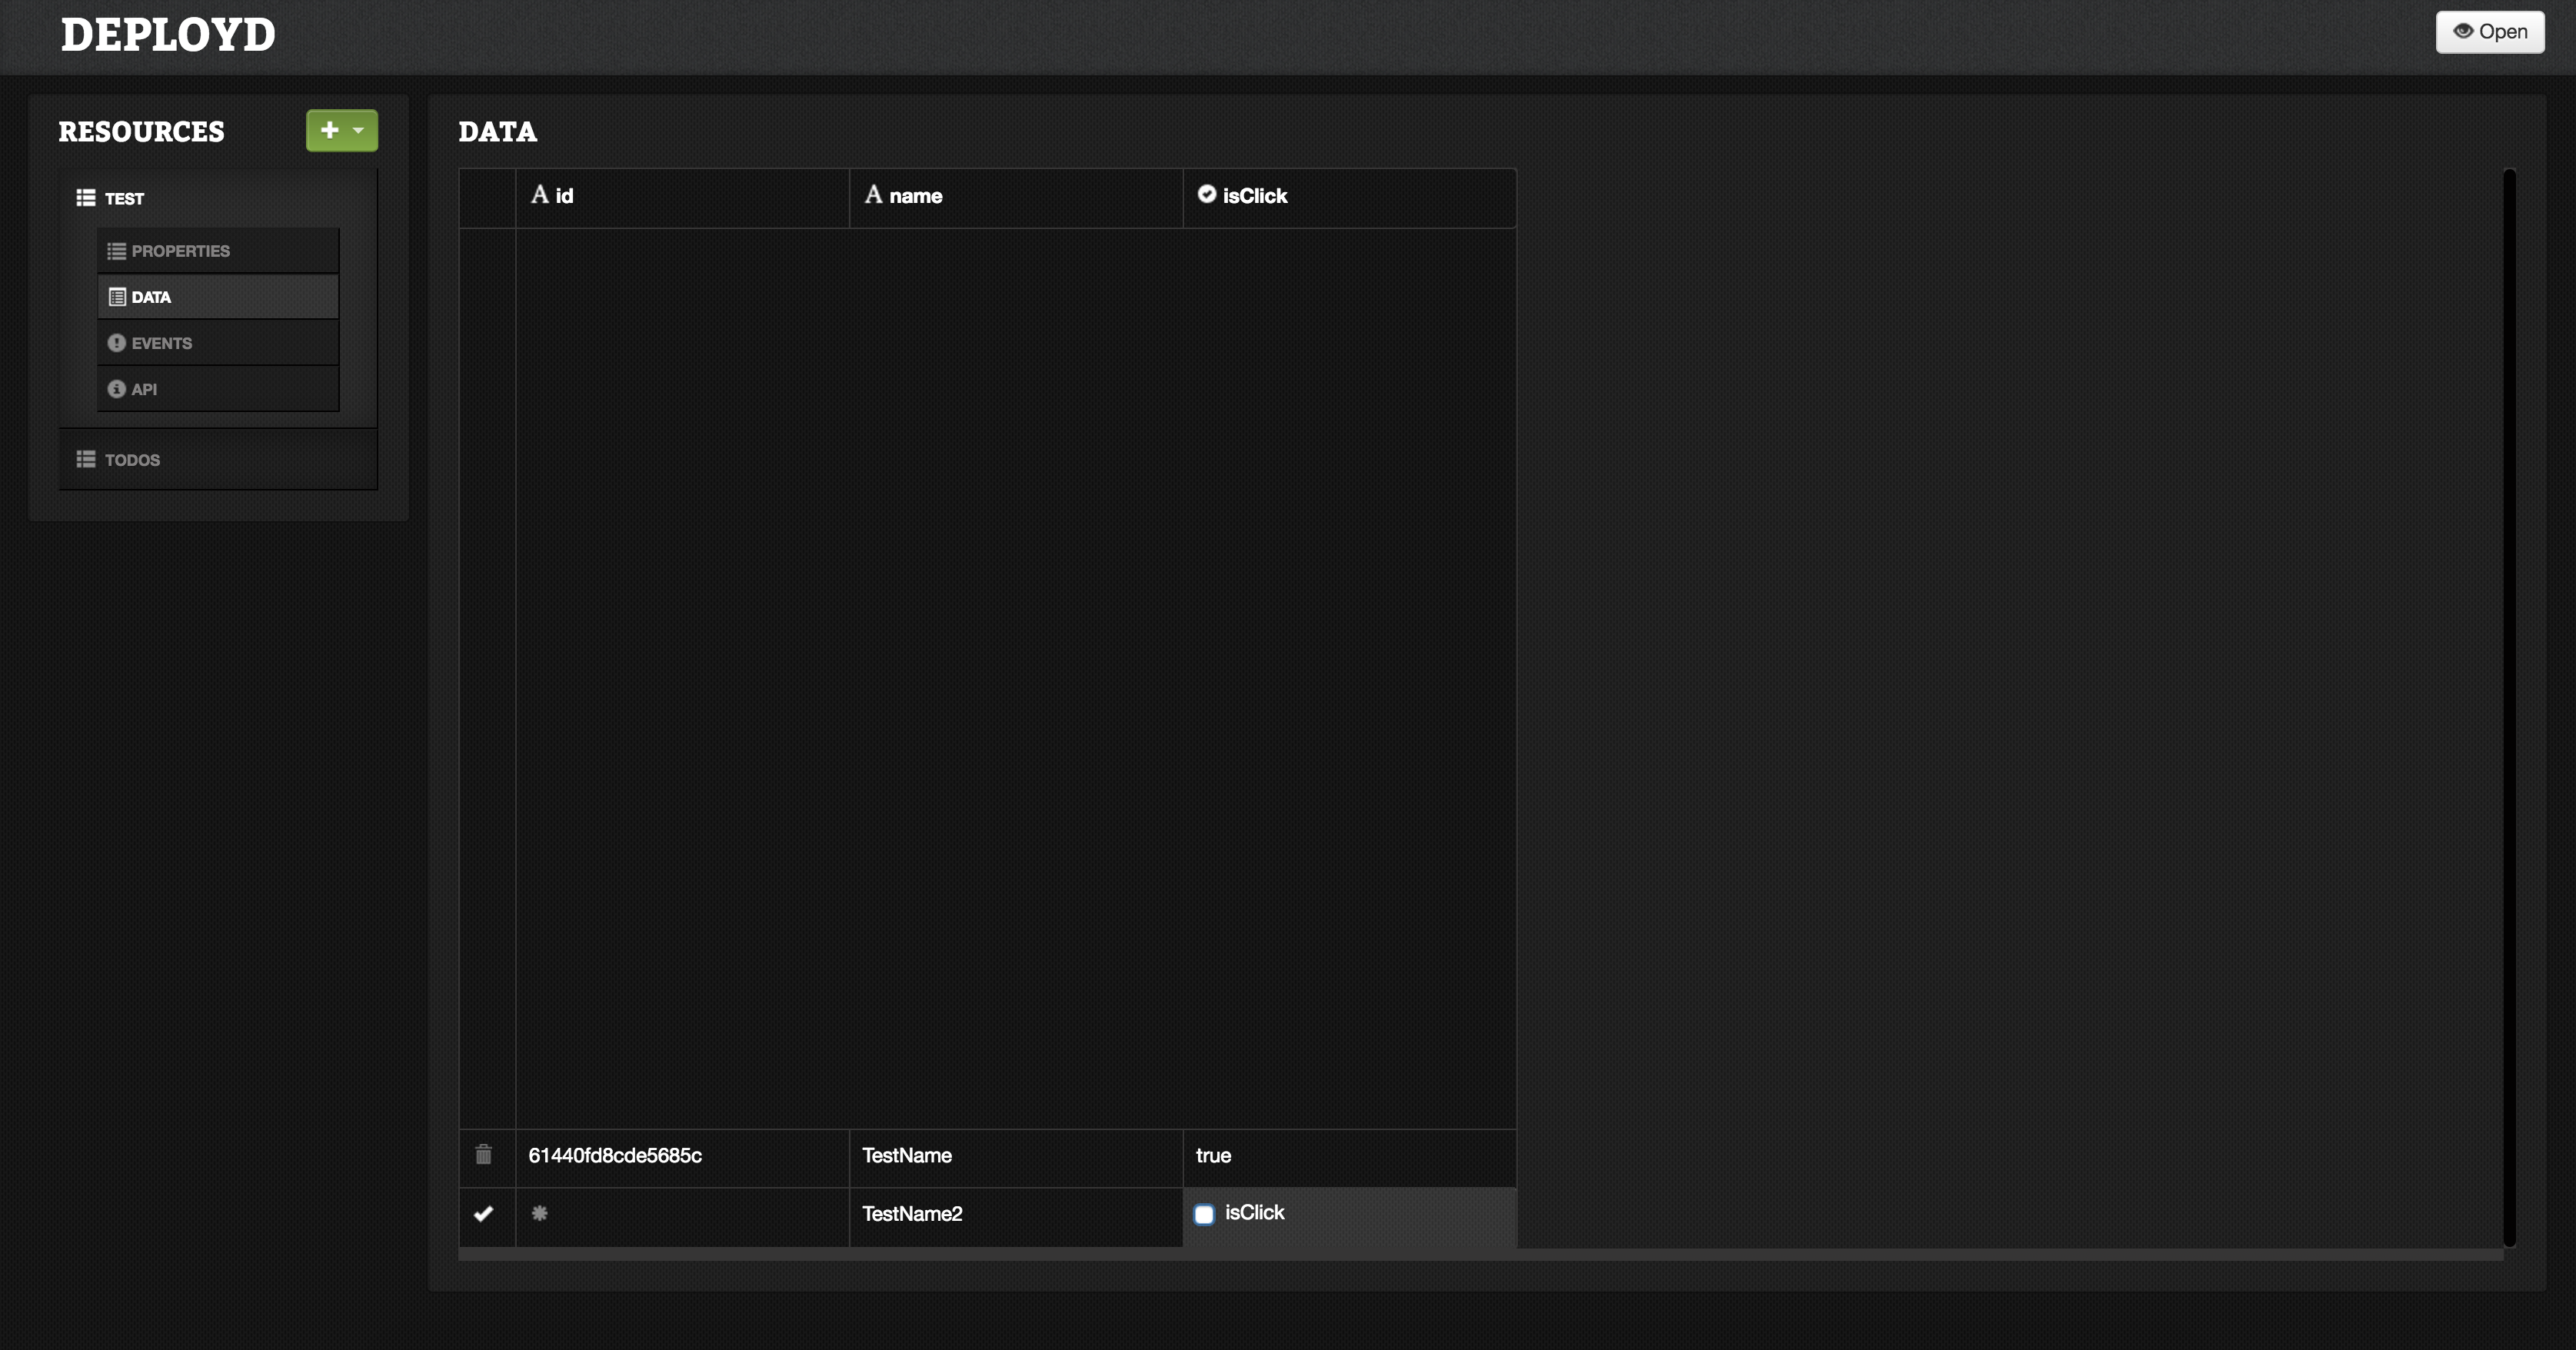 DEPLOYD
Open
RESOURCES
TEST
PROPERTIES
DATA
EVENTS
API
TODOS
DATA
id name isClick
61440fd8cde5685c TestName true
TestName2 isClick